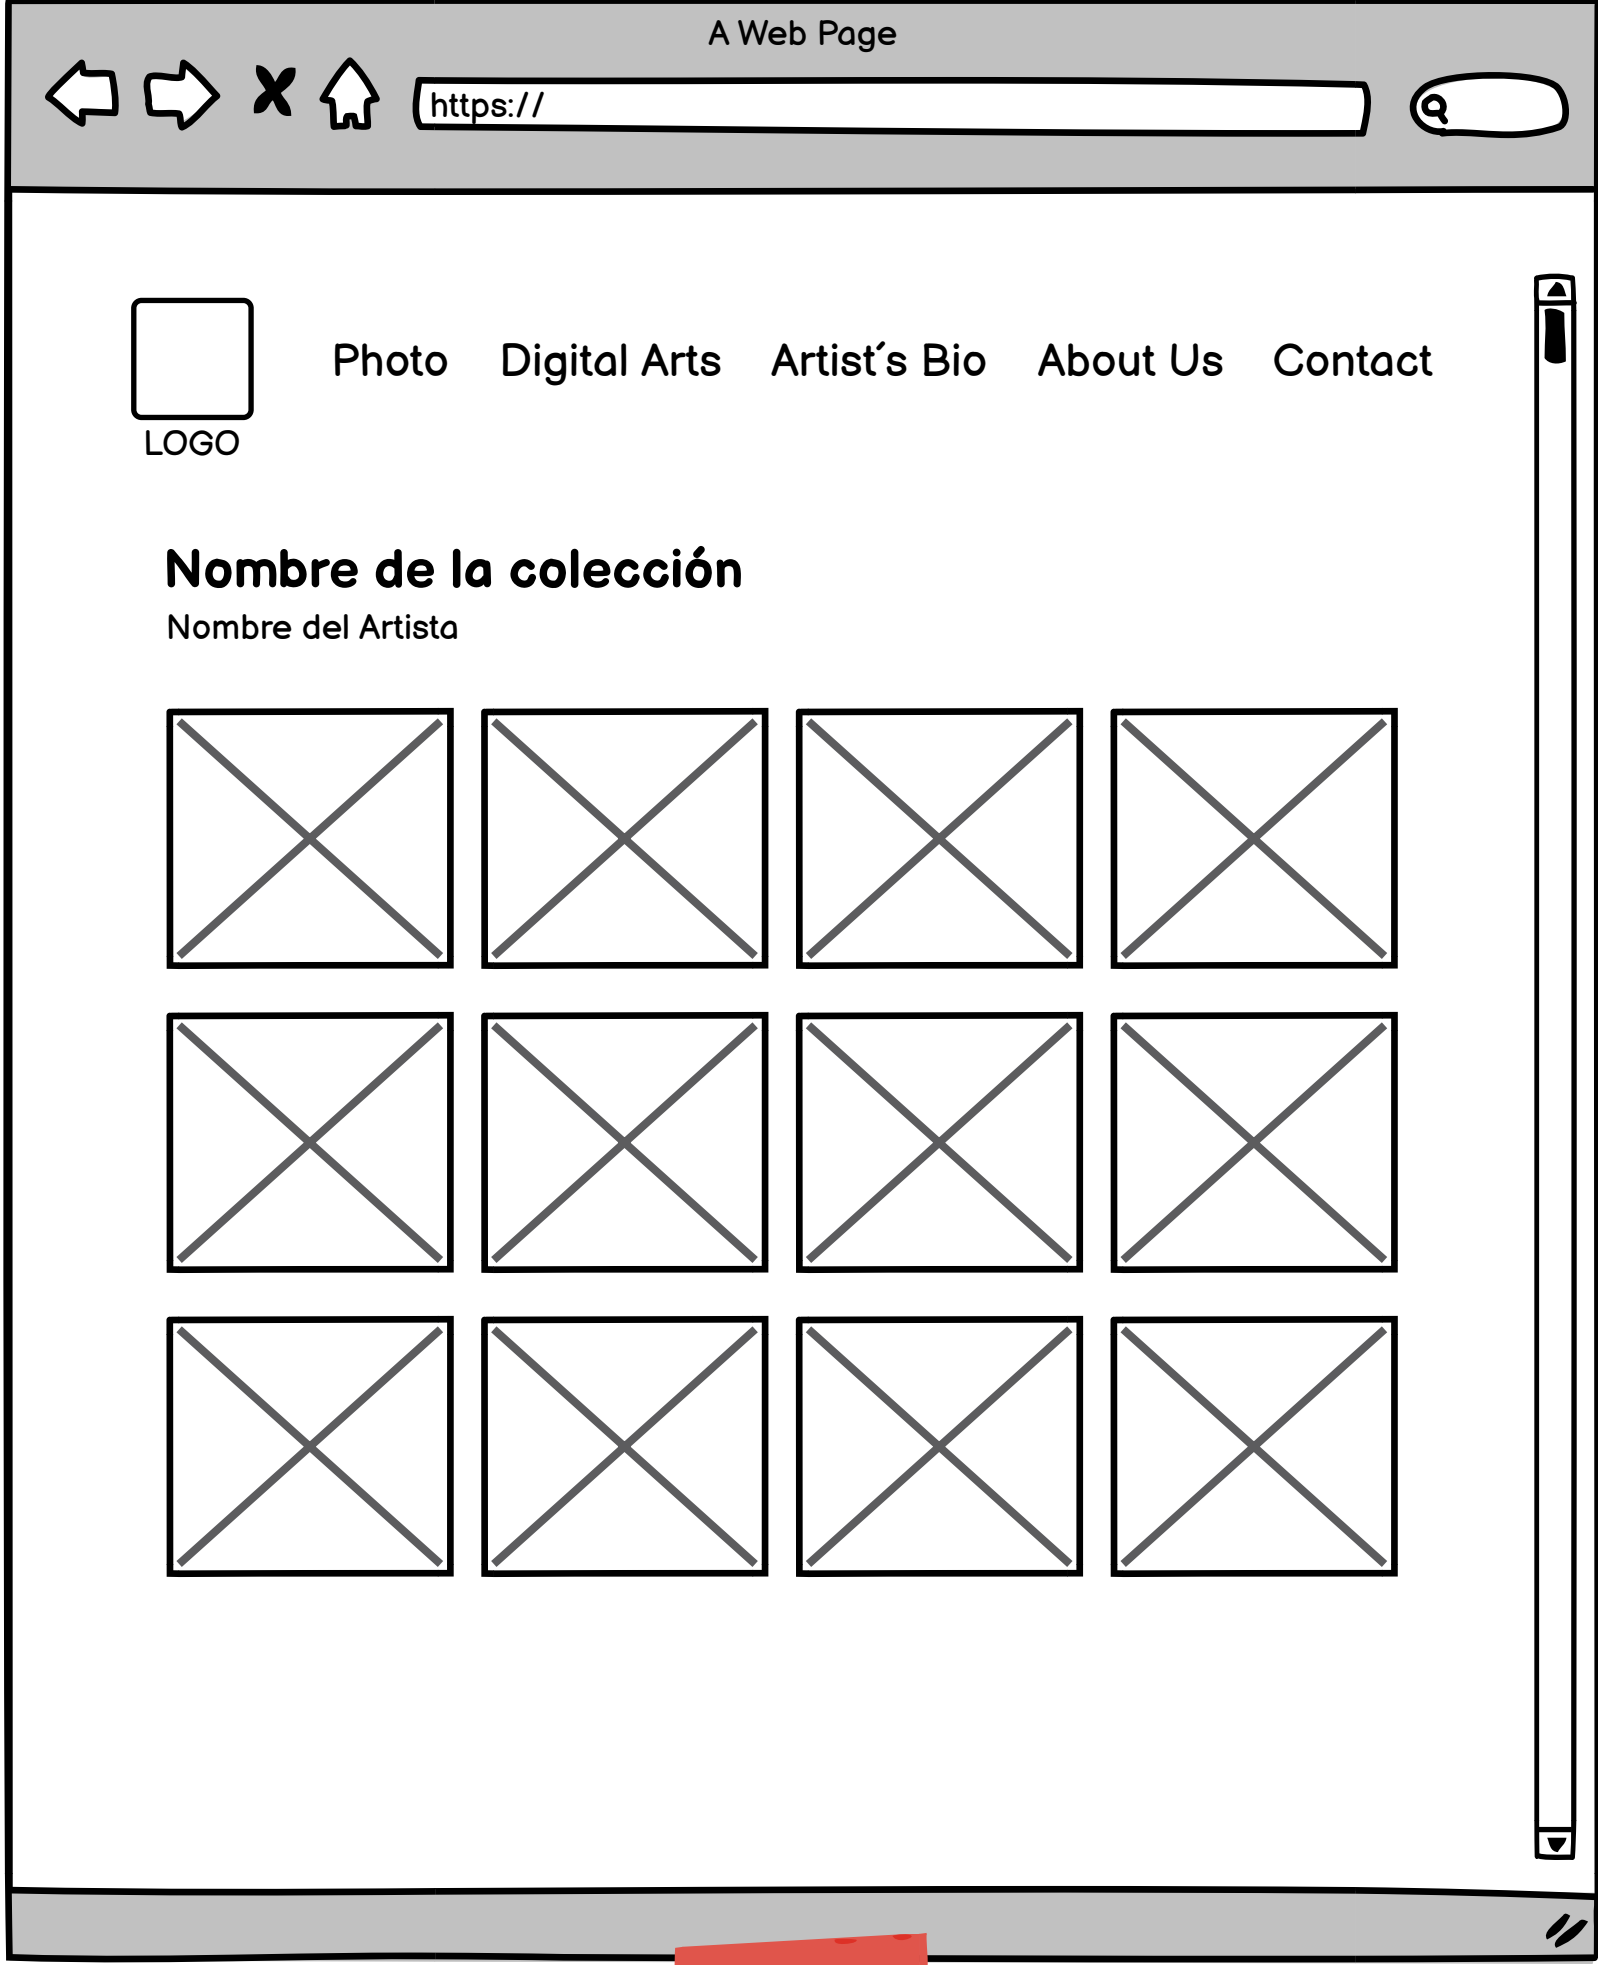 A Web Page
https://
Photo Digital Arts Artist´s Bio About Us Contact
LOGO
Nombre de la colección
Nombre del Artista